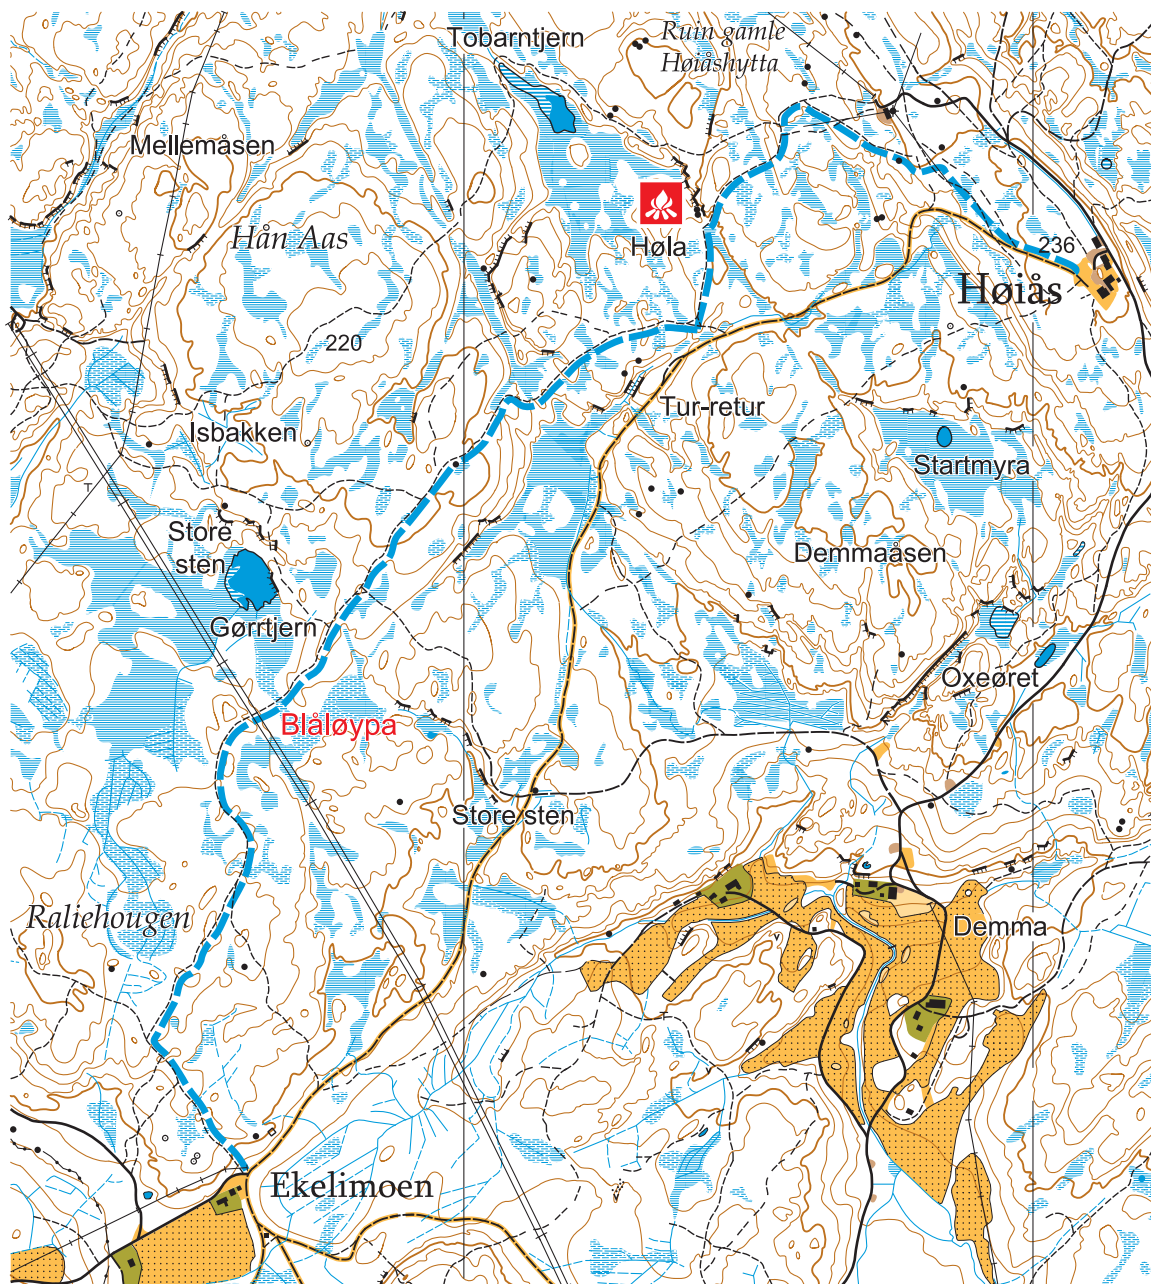 Tobarntjern
Ruin gamle
Høiåshytta
Mellemåsen
Hån Aas
Høla
236
Høiås
220
Tur-retur
Isbakken
Startmyra
Store
sten
Demmaåsen
Gørrtjern
Oxeøret
Blåløypa
Store sten
Raliehougen
Demma
Ekelimoen
T